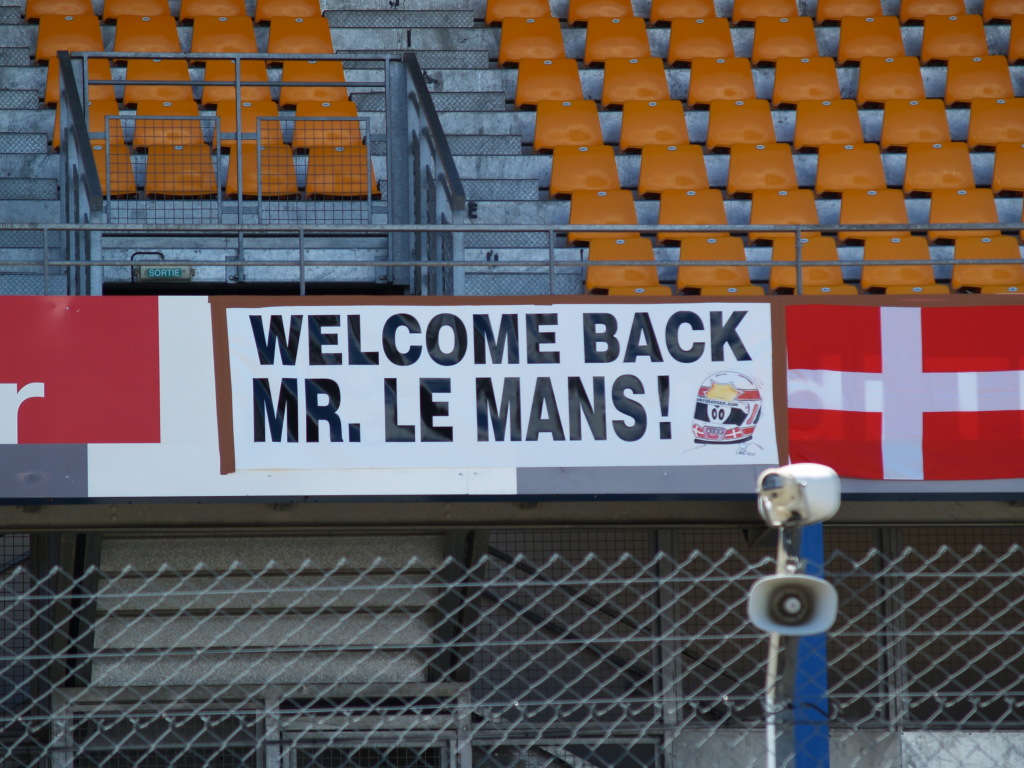 SORTIE
WELCOME BACK
MR. LE MANS!
r